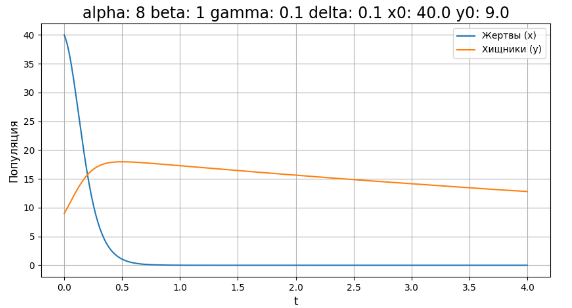 alpha: 8 beta: 1 gamma: 0.1 delta: 0.1 x0: 40.0 y0: 9.0
Жертвы (x)
Хищники (y)
Популяция
40
35
30
25
20
15
10
5
0
0.0 0.5 1.0 1.5 2.0 2.5 3.0 3.5 4.0
t